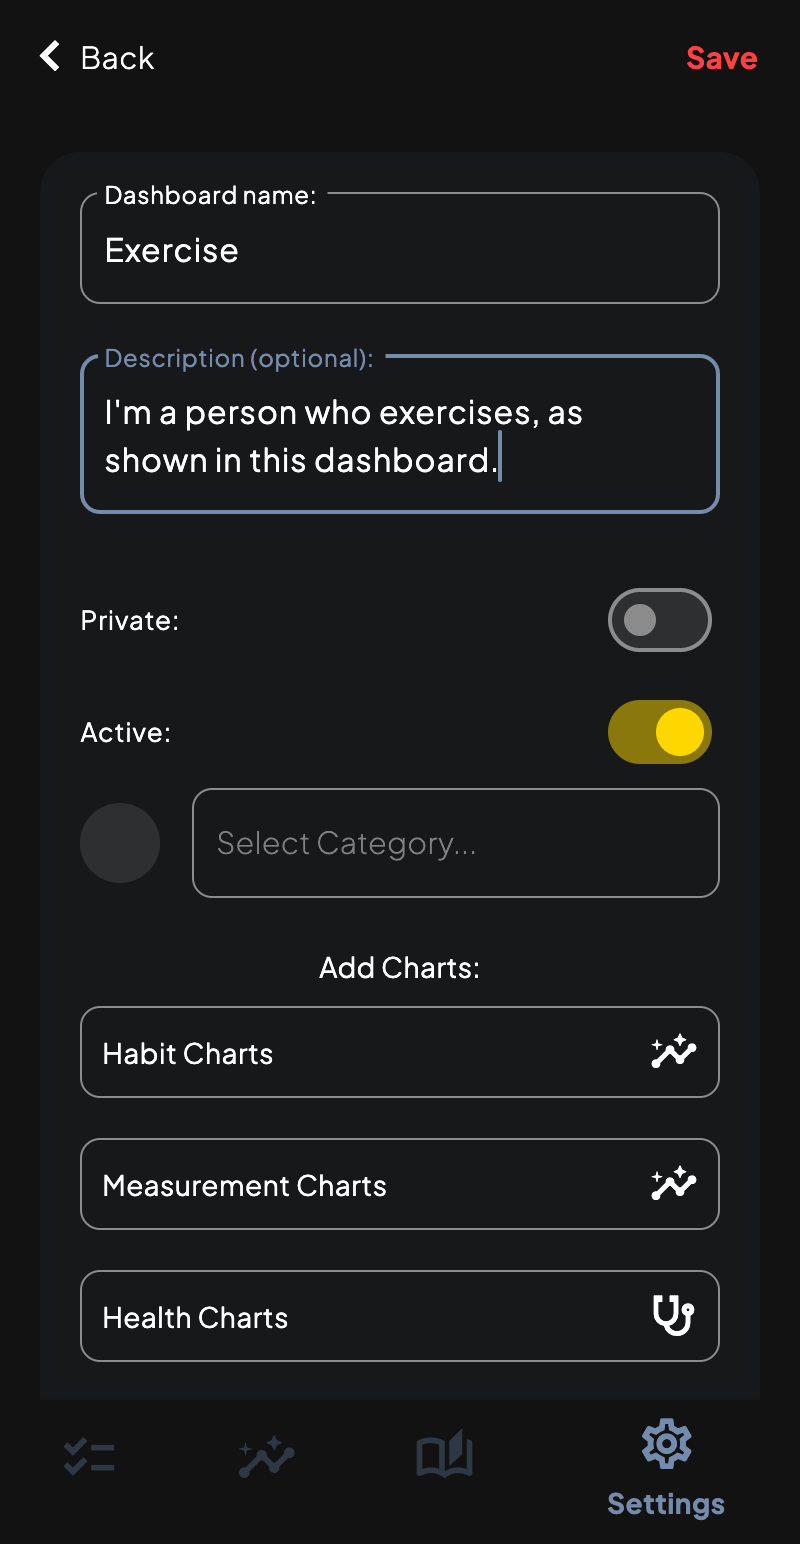 Back
Save
Dashboard name:
Exercise
Description (optional):
I'm a person who exercises, as
shown in this dashboard.
Private:
Active:
Select Category...
Add Charts:
Habit Charts
Measurement Charts
Health Charts
Settings